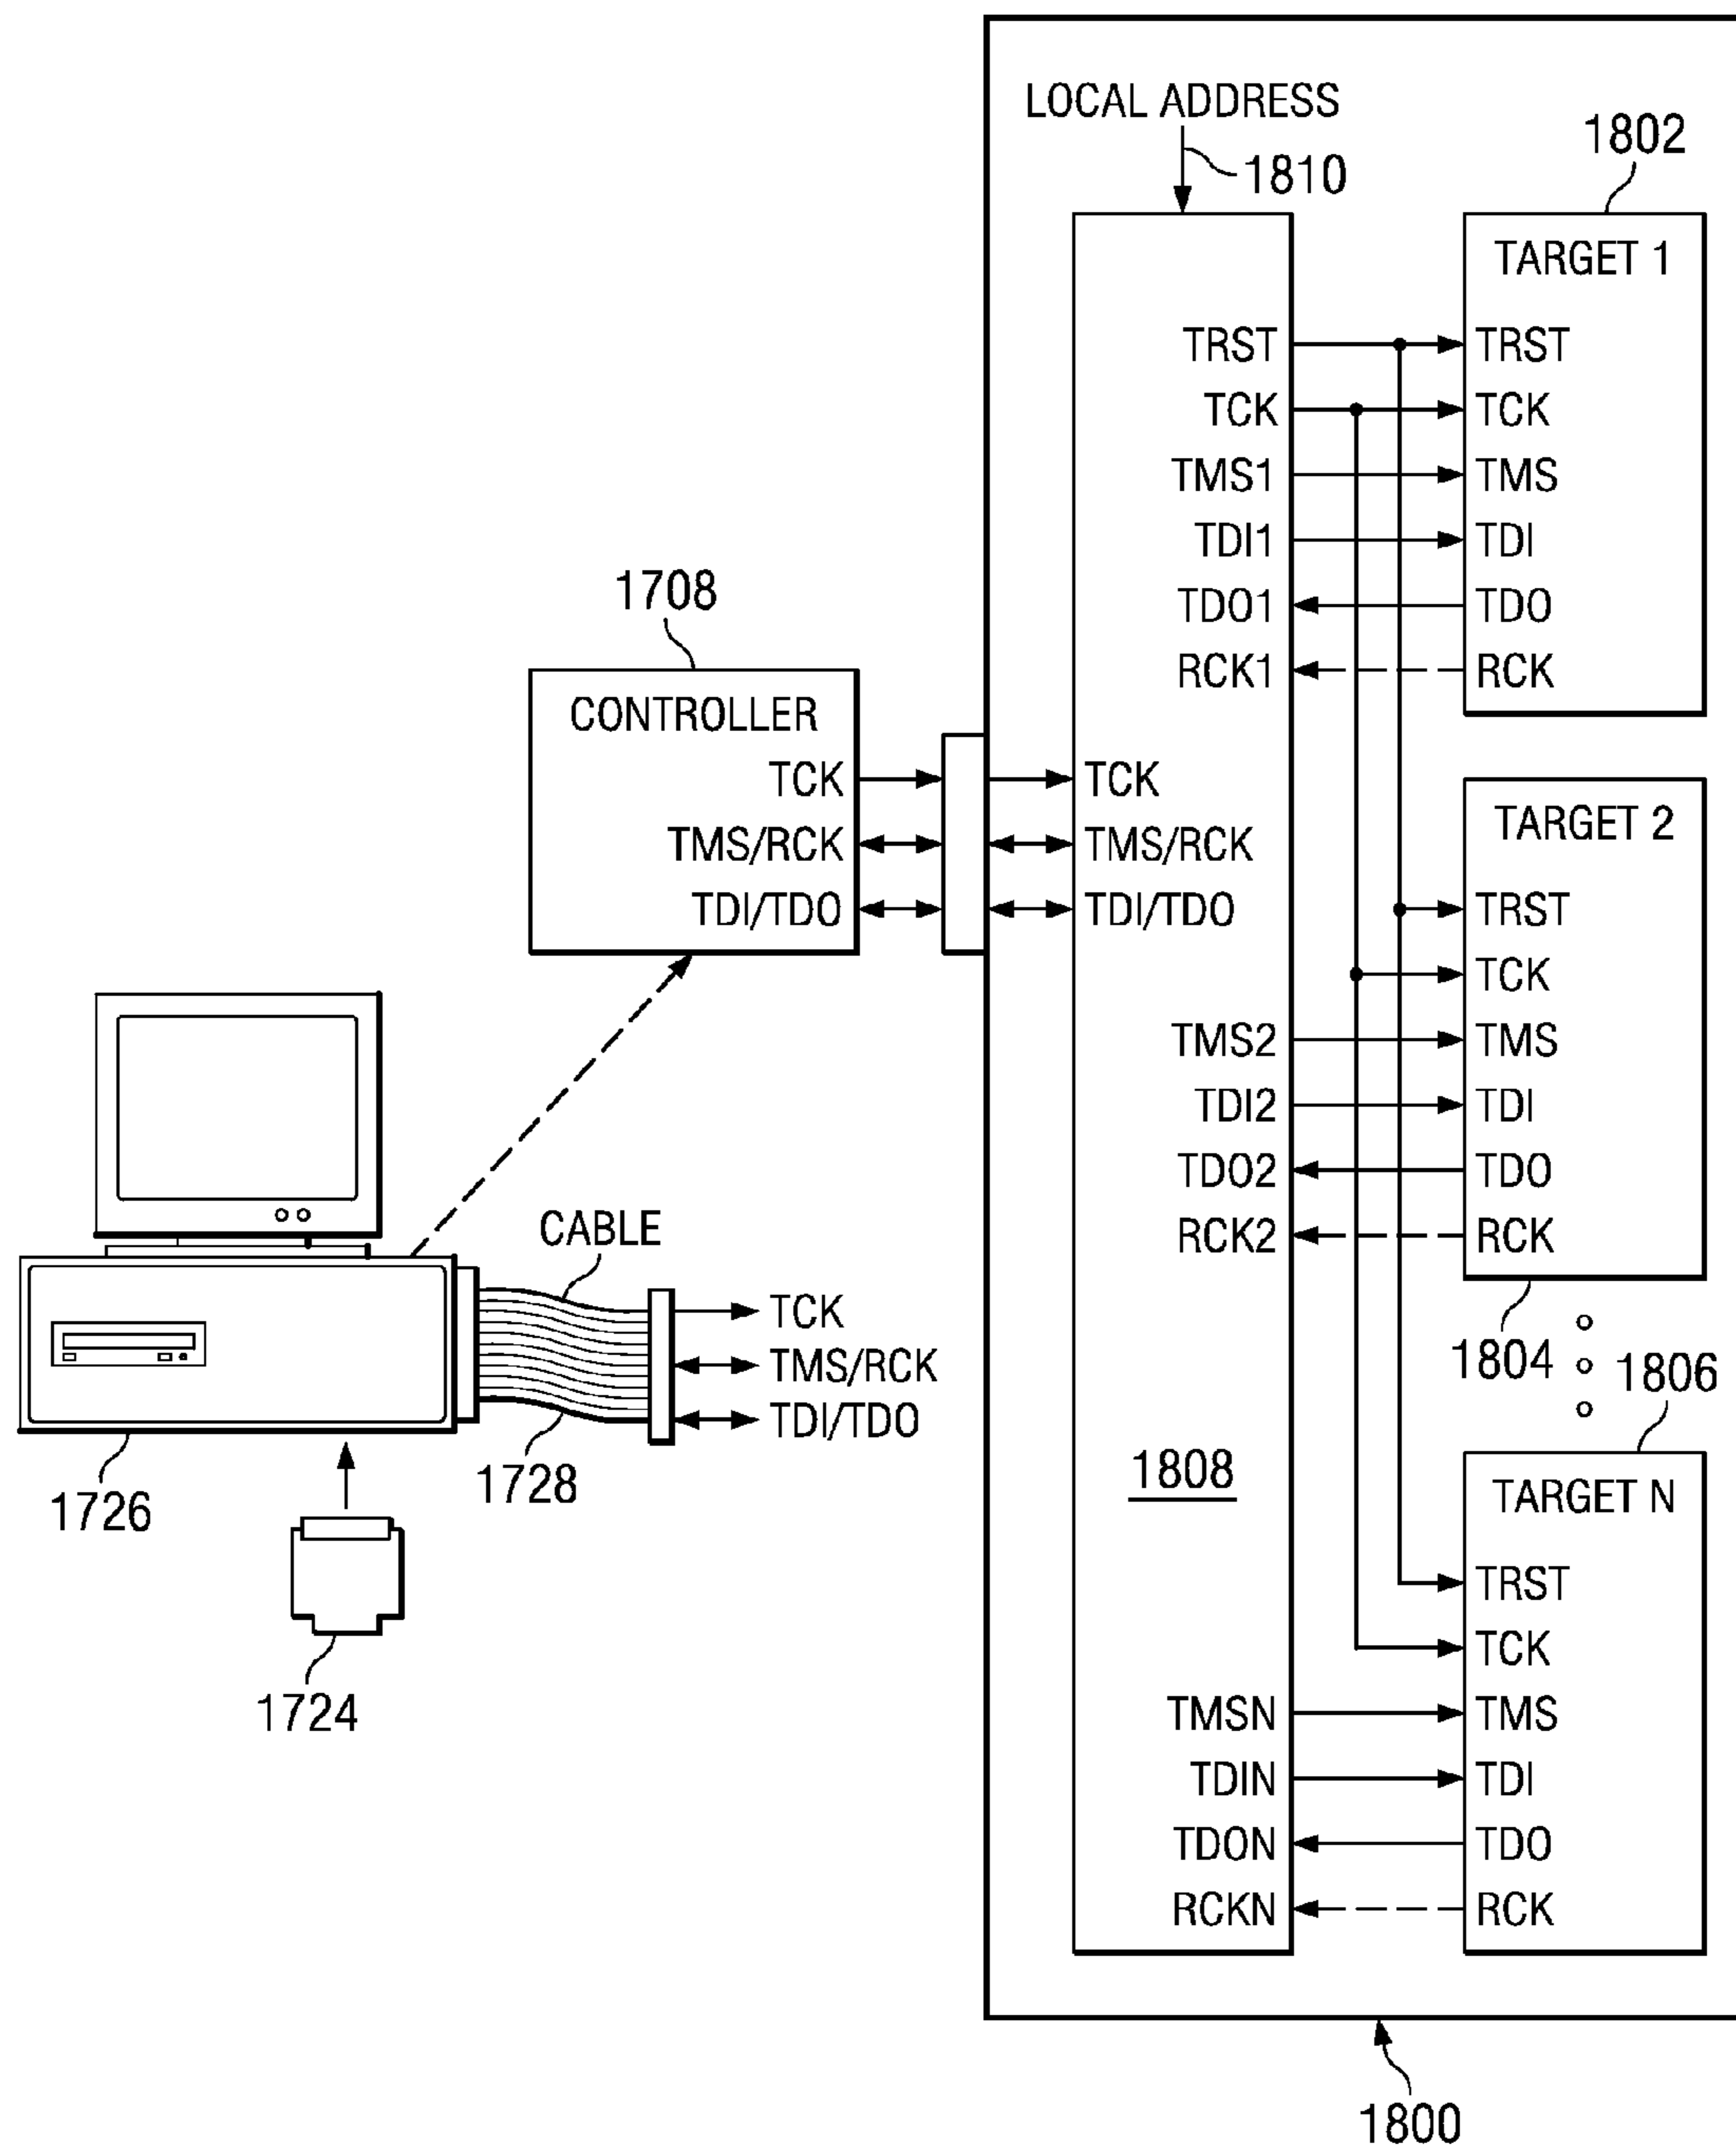 LOCAL ADDRESS
1810
1802
TARGET 1
TRST
TCK
TMS1
TDI1
TDO1
RCK1
TRST
TCK
TMS
TDI
TDO
RCK
1708
CONTROLLER
TCK
TMS/RCK
TDI/TDO
TCK
TMS/RCK
TDI/TDO
TARGET 2
TRST
TCK
TMS2
TDI2
TDO2
RCK2
TMS
TDI
TDO
RCK
1804
1806
CABLE
TCK
TMS/RCK
TDI/TDO
1726
1728
1724
1808
TARGET N
TRST
TCK
TMSN
TDIN
TDON
RCKN
TMS
TDI
TDO
RCK
1800